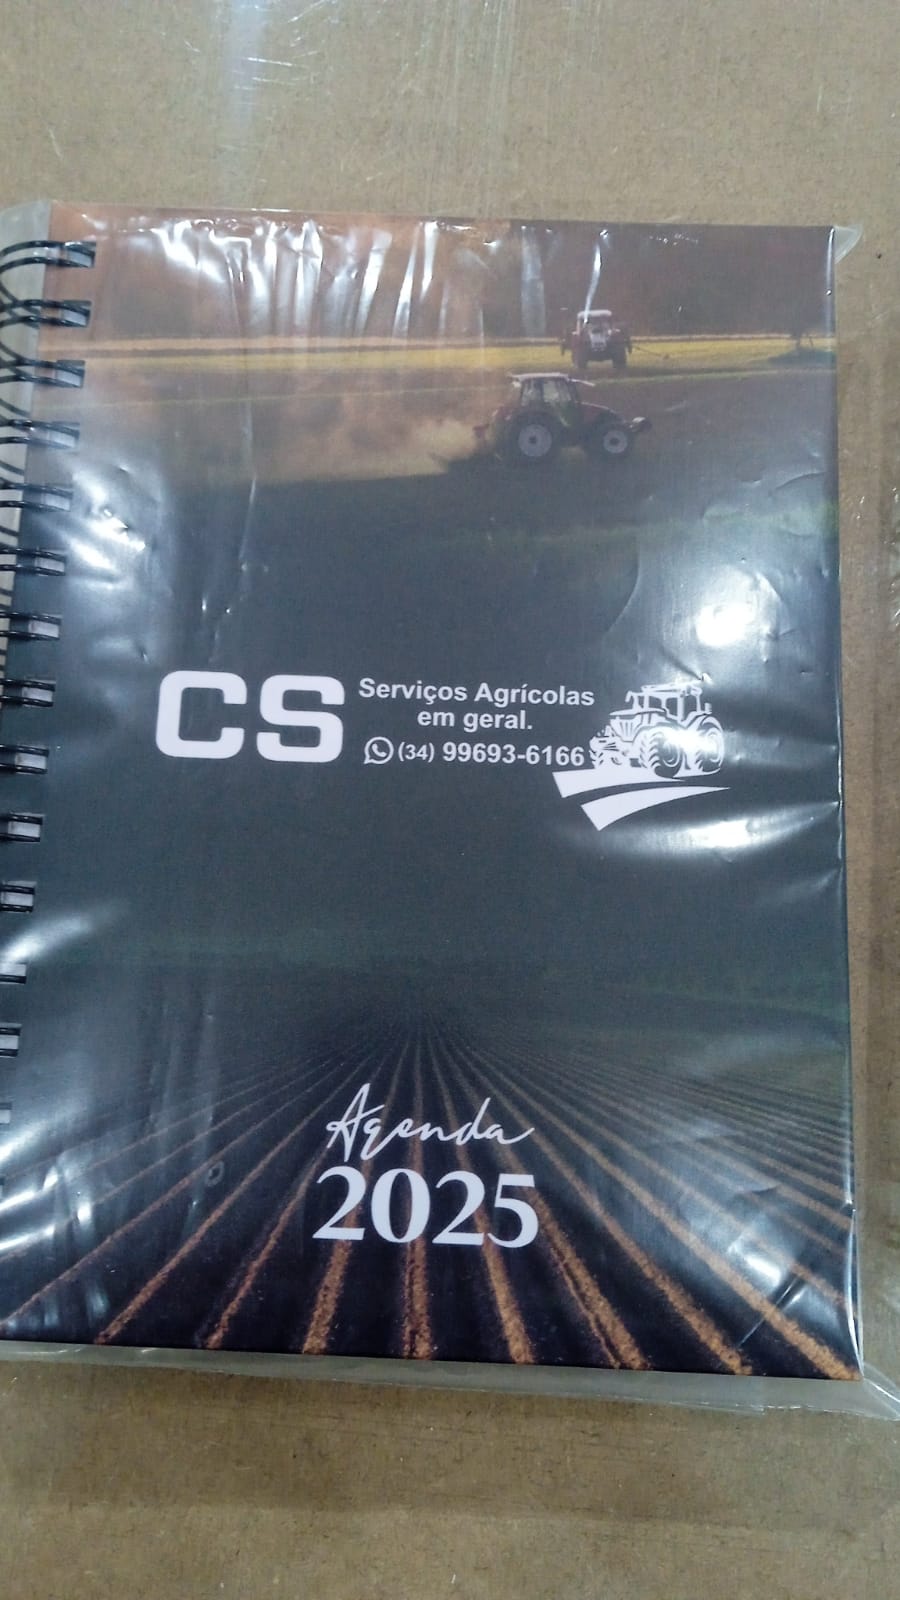 CS
Serviços Agrícolas
em geral.
(34) 99693-6166
Agenda
2025